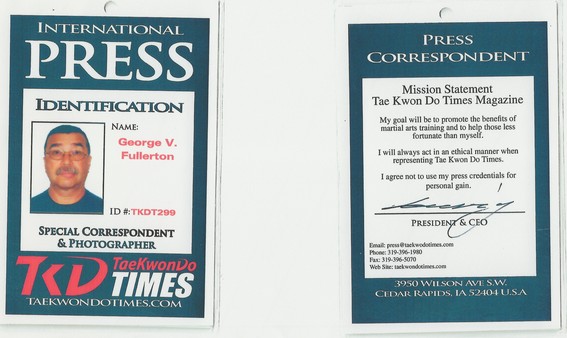 INTERNATIONAL
PRESS
IDENTIFICATION
NAME:
George V.
Fullerton
ID #:TKDT299
SPECIAL CORRESPONDENT
& PHOTOGRAPHER
TKD TaeKwonDo
TIMES
TAEKWONDOTIMES.COM
PRESS
CORRESPONDENT
Mission Statement
Tae Kwon Do Times Magazine
My goal will be to promote the benefits of
martial arts training and to help those less
fortunate than myself.
I will always act in an ethical manner when
representing Tae Kwon Do Times.
I agree not to use my press credentials for
personal gain.
PRESIDENT & CEO
Email: press@taekwondotimes.com
Phone: 319-396-1980
Fax: 319-396-5070
Web Site: taekwondotimes.com
3950 WILSON AVE S.W.
CEDAR RAPIDS, IA 52404 U.S.A